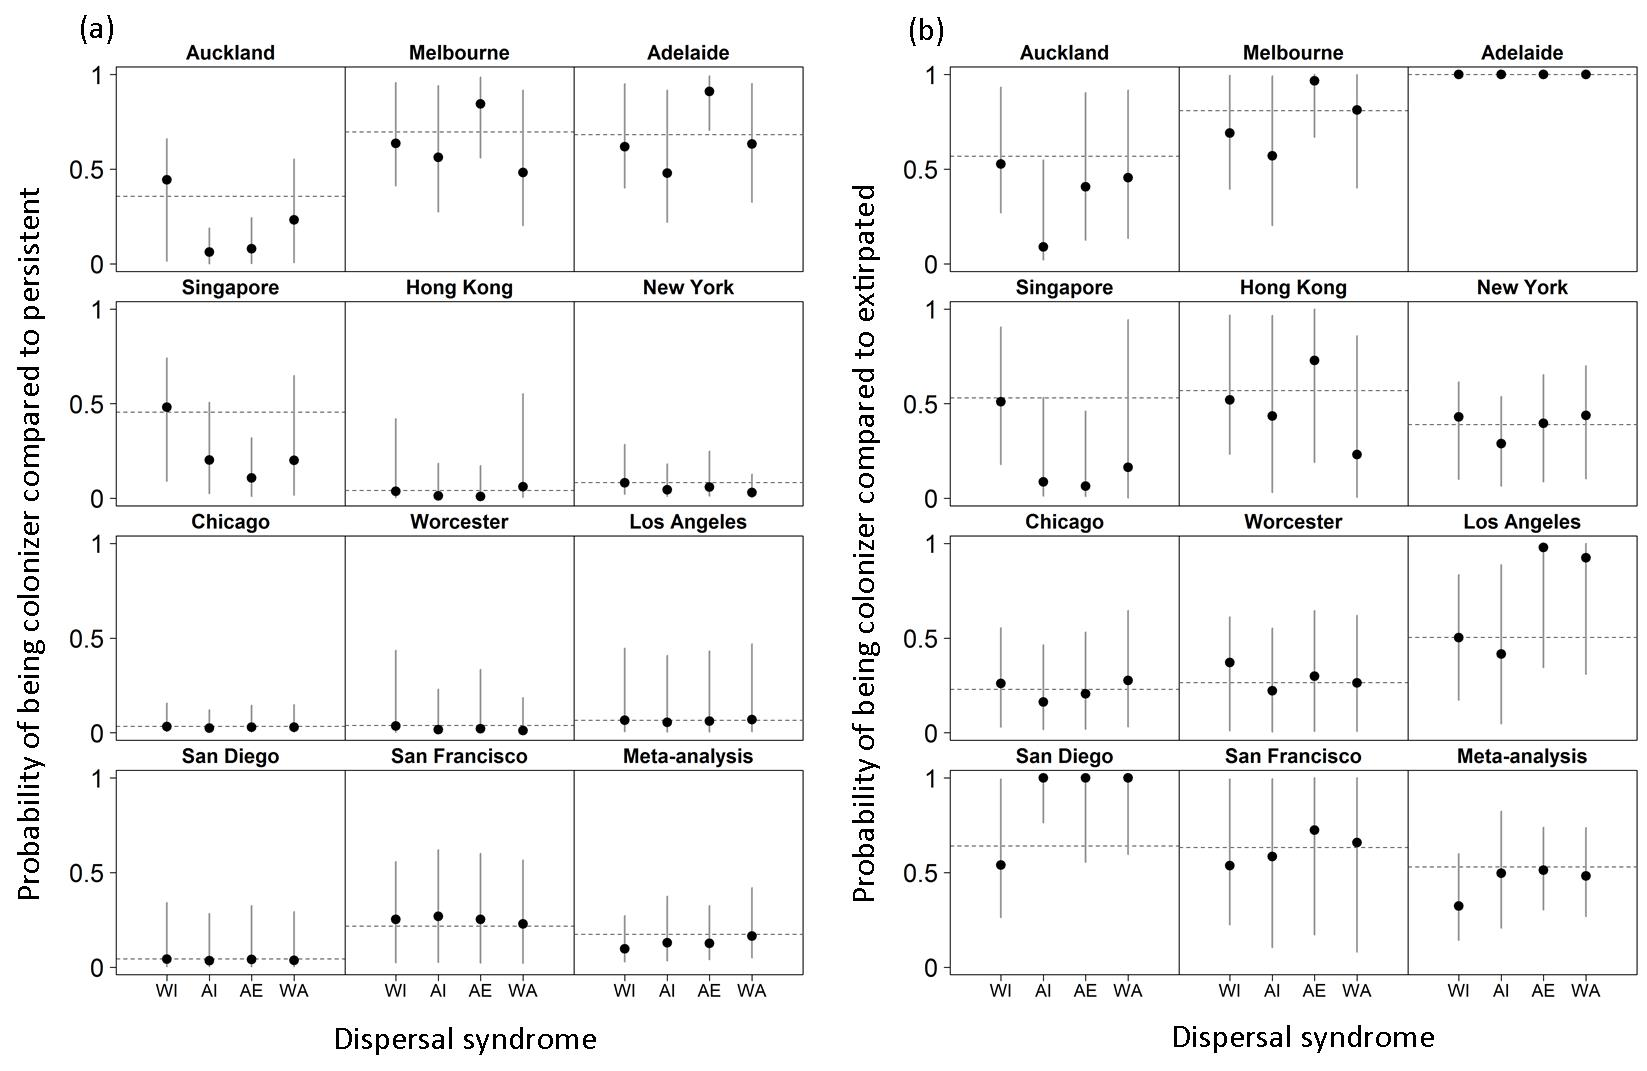 (a)
Auckland Melbourne Adelaide
1
0.5
0
Singapore Hong Kong New York
1
0.5
0
Chicago Worcester Los Angeles
1
0.5
0
San Diego San Francisco Meta-analysis
1
0.5
0
WI AI AE WA WI AI AE WA WI AI AE WA
Dispersal syndrome
Probability of being colonizer compared to persistent
(b)
Auckland Melbourne Adelaide
1
0.5
0
Singapore Hong Kong New York
1
0.5
0
Chicago Worcester Los Angeles
1
0.5
0
San Diego San Francisco Meta-analysis
1
0.5
0
WI AI AE WA WI AI AE WA WI AI AE WA
Dispersal syndrome
Probability of being colonizer compared to extirpated